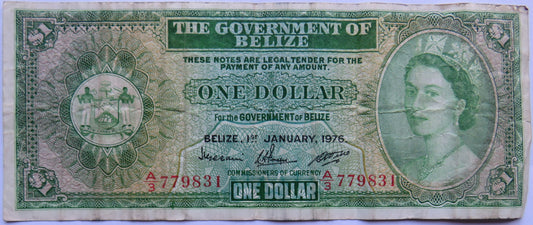 $1 $1
THE GOVERNMENT OF
BELIZE
THESE NOTES ARE LEGAL TENDER FOR THE
PAYMENT OF ANY AMOUNT.
ONE DOLLAR
For the GOVERNMENT OF BELIZE
BELIZE, 1ST JANUARY, 1976
A/3 779831 A/3 779831
COMMISSIONERS OF CURRENCY
$1 ONE DOLLAR $1